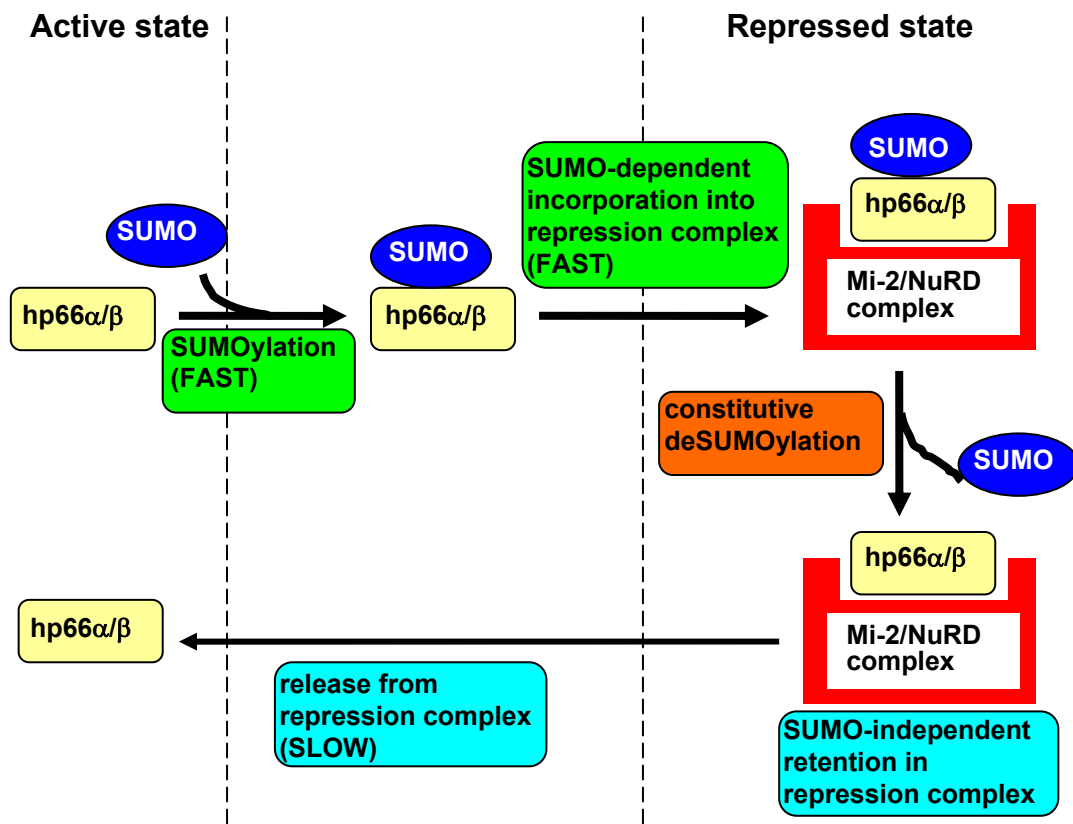 Active state
Repressed state
SUMO
hp66α/β
SUMOylation
(FAST)
SUMO
hp66α/β
SUMO-dependent
incorporation into
repression complex
(FAST)
SUMO
hp66α/β
Mi-2/NuRD
complex
constitutive
deSUMOylation
SUMO
hp66α/β
Mi-2/NuRD
complex
SUMO-independent
retention in
repression complex
release from
repression complex
(SLOW)
hp66α/β